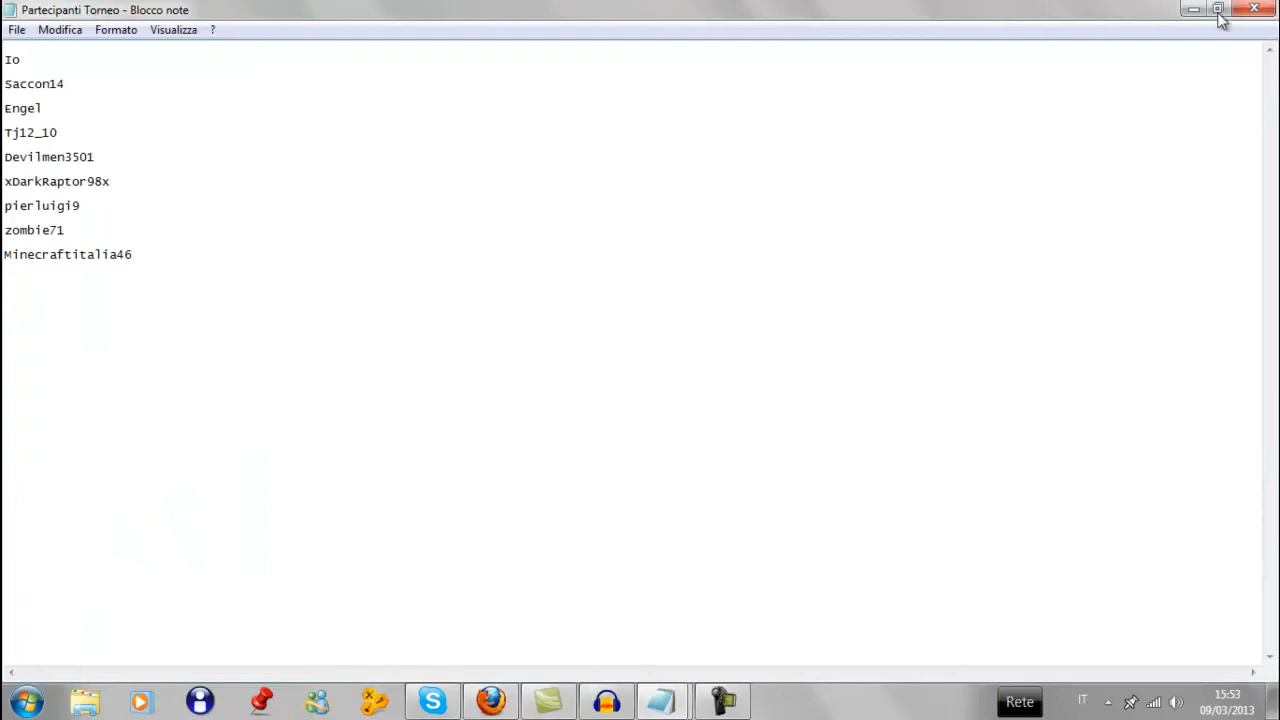 Partecipanti Torneo - Blocco note
File Modifica Formato Visualizza ?
Io
Saccon14
Engel
Tj12_10
Devilmen3501
xDarkRaptor98x
pierluigi9
zombie71
Minecraftitalia46
Rete IT 15:53
09/03/2013